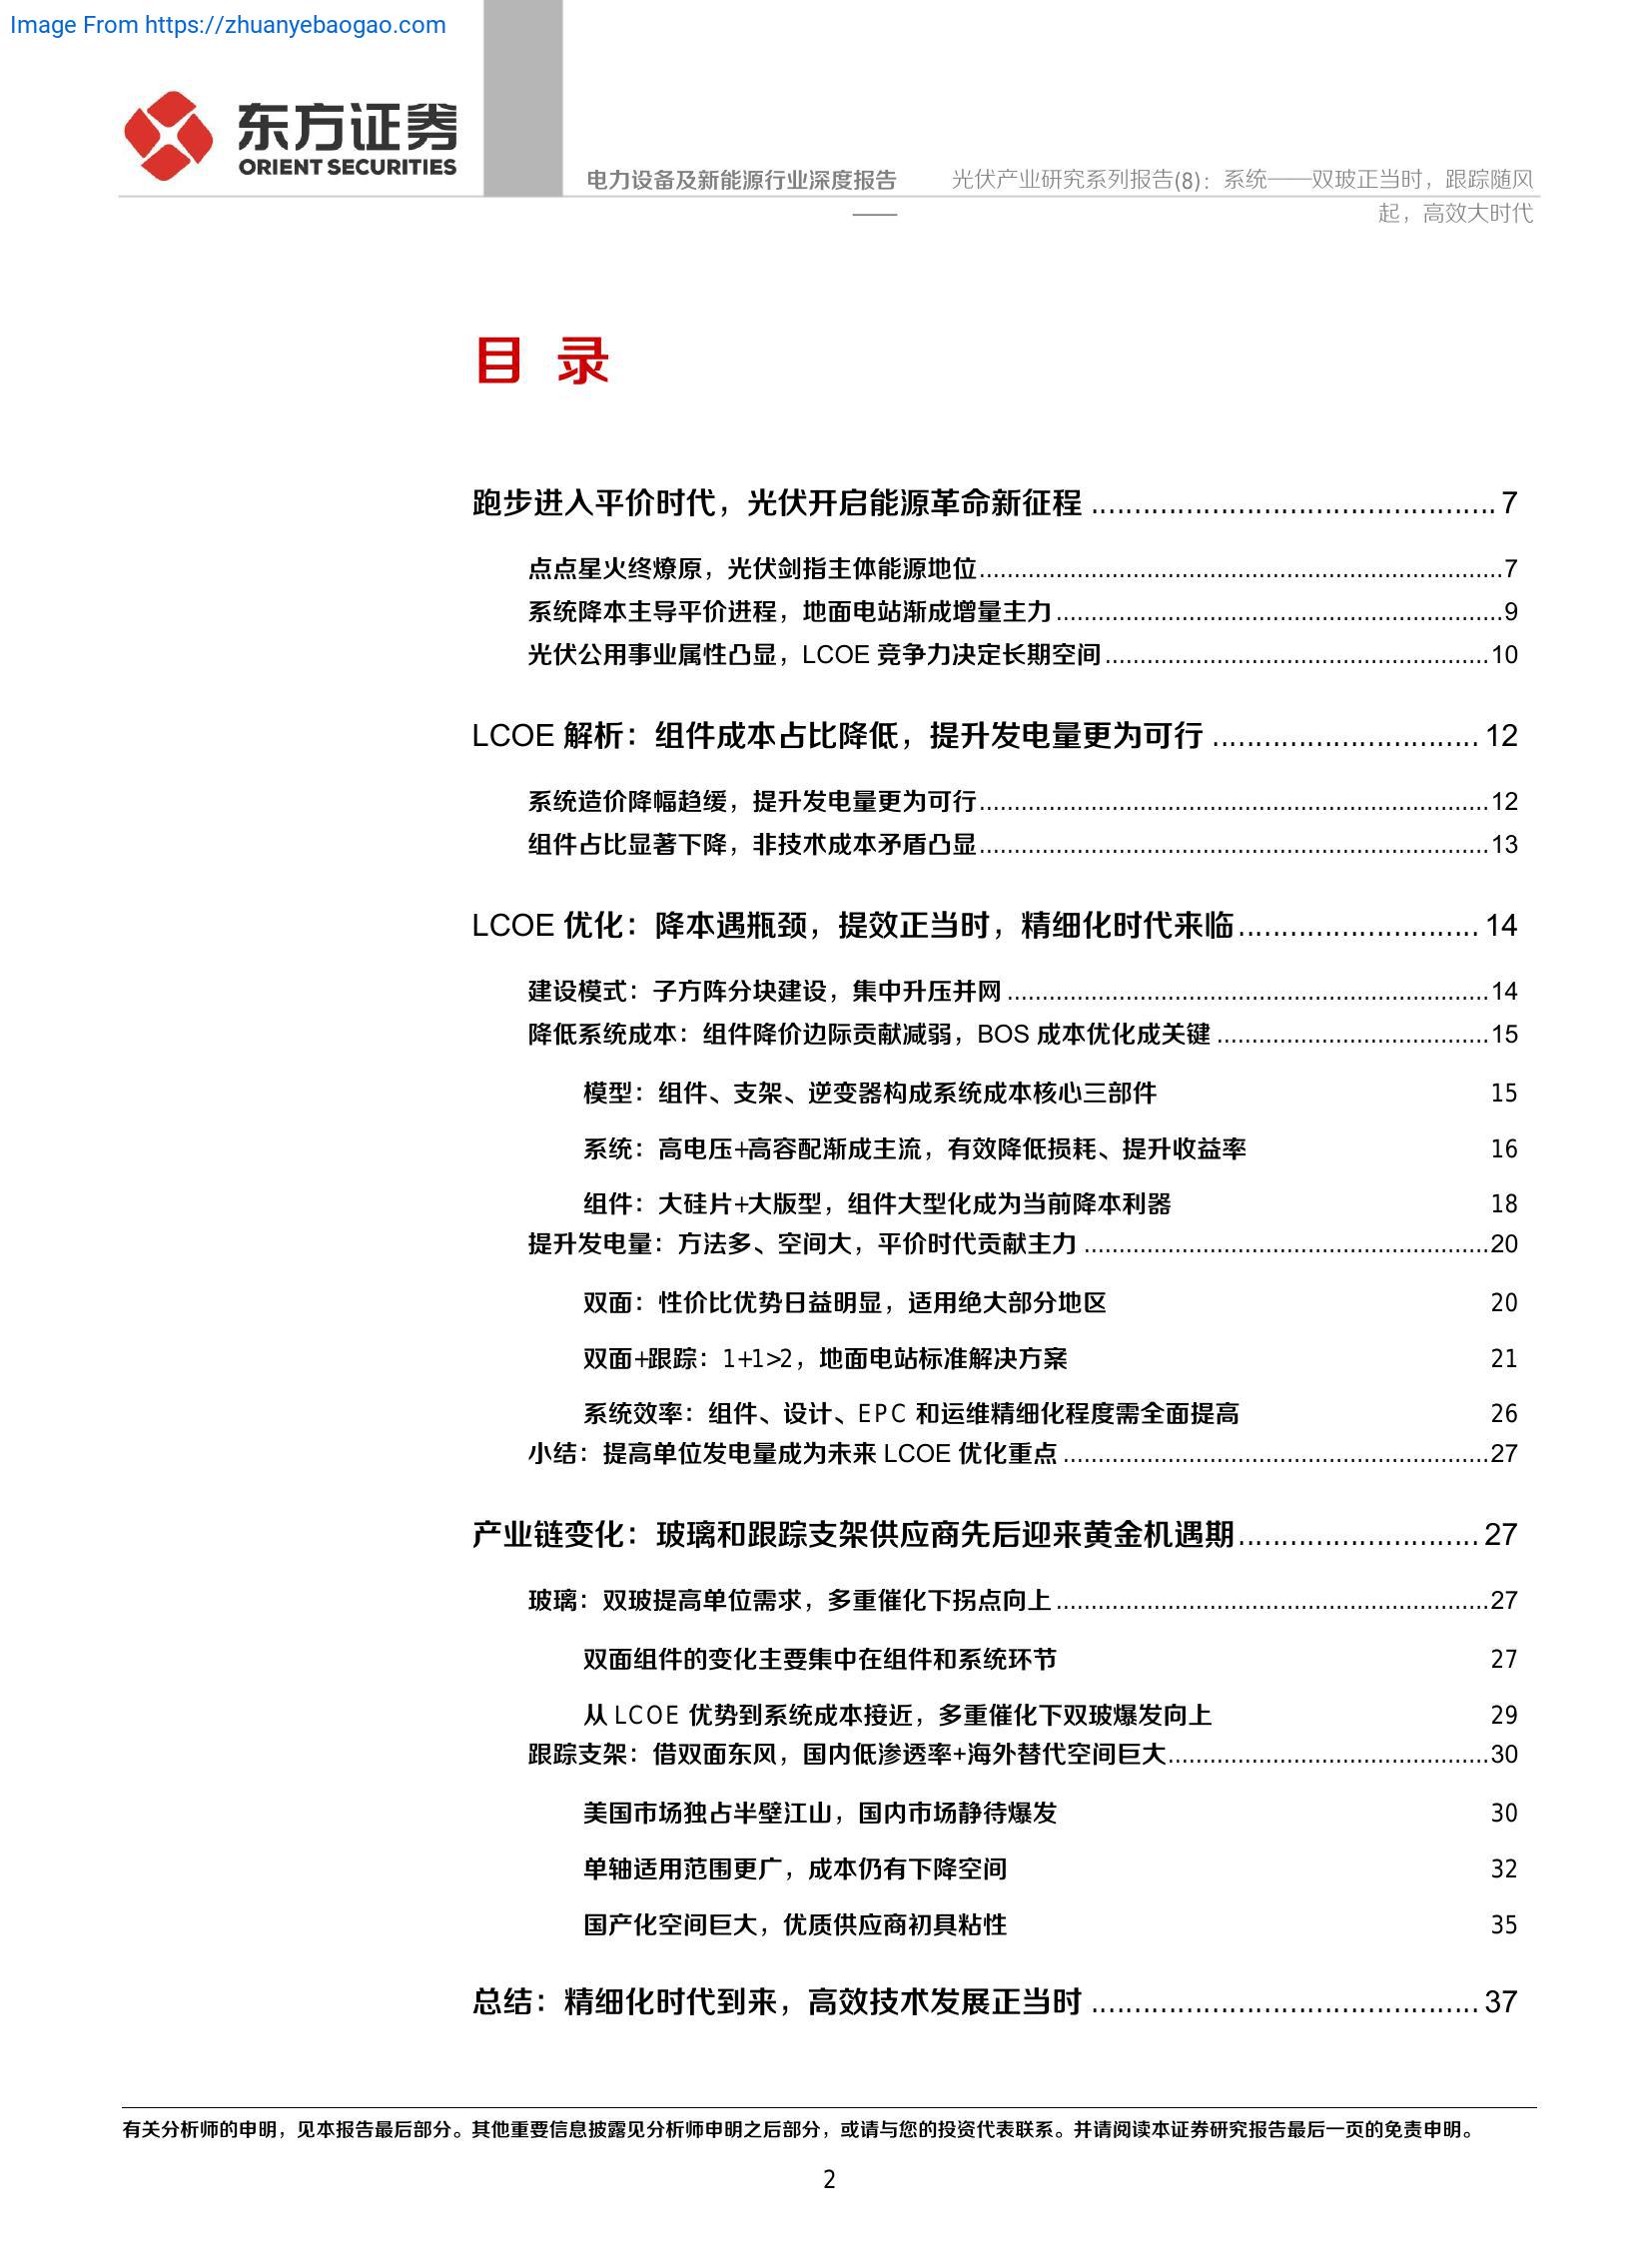 Image From https://zhuanyebaogao.com
东方证券
ORIENT SECURITIES
电力设备及新能源行业深度报告
——
光伏产业研究系列报告(8)：系统——双玻正当时，跟踪随风
起，高效大时代
目 录
跑步进入平价时代，光伏开启能源革命新征程 ............................................... 7
点点星火终燎原，光伏剑指主体能源地位...........................................................................7
系统降本主导平价进程，地面电站渐成增量主力 ..............................................................9
光伏公用事业属性凸显，LCOE 竞争力决定长期空间.......................................................10
LCOE 解析：组件成本占比降低，提升发电量更为可行 ............................... 12
系统造价降幅趋缓，提升发电量更为可行.........................................................................12
组件占比显著下降，非技术成本矛盾凸显.........................................................................13
LCOE 优化：降本遇瓶颈，提效正当时，精细化时代来临............................ 14
建设模式：子方阵分块建设，集中升压并网 .....................................................................14
降低系统成本：组件降价边际贡献减弱，BOS 成本优化成关键 .......................................15
模型：组件、支架、逆变器构成系统成本核心三部件 15
系统：高电压+高容配渐成主流，有效降低损耗、提升收益率 16
组件：大硅片+大版型，组件大型化成为当前降本利器 18
提升发电量：方法多、空间大，平价时代贡献主力 ..........................................................20
双面：性价比优势日益明显，适用绝大部分地区 20
双面+跟踪：1+1>2，地面电站标准解决方案 21
系统效率：组件、设计、EPC 和运维精细化程度需全面提高 26
小结：提高单位发电量成为未来 LCOE 优化重点 .............................................................27
产业链变化：玻璃和跟踪支架供应商先后迎来黄金机遇期............................ 27
玻璃：双玻提高单位需求，多重催化下拐点向上 ..............................................................27
双面组件的变化主要集中在组件和系统环节 27
从 LCOE 优势到系统成本接近，多重催化下双玻爆发向上 29
跟踪支架：借双面东风，国内低渗透率+海外替代空间巨大..............................................30
美国市场独占半壁江山，国内市场静待爆发 30
单轴适用范围更广，成本仍有下降空间 32
国产化空间巨大，优质供应商初具粘性 35
总结：精细化时代到来，高效技术发展正当时 ............................................. 37
有关分析师的申明，见本报告最后部分。其他重要信息披露见分析师申明之后部分，或请与您的投资代表联系。并请阅读本证券研究报告最后一页的免责申明。
2